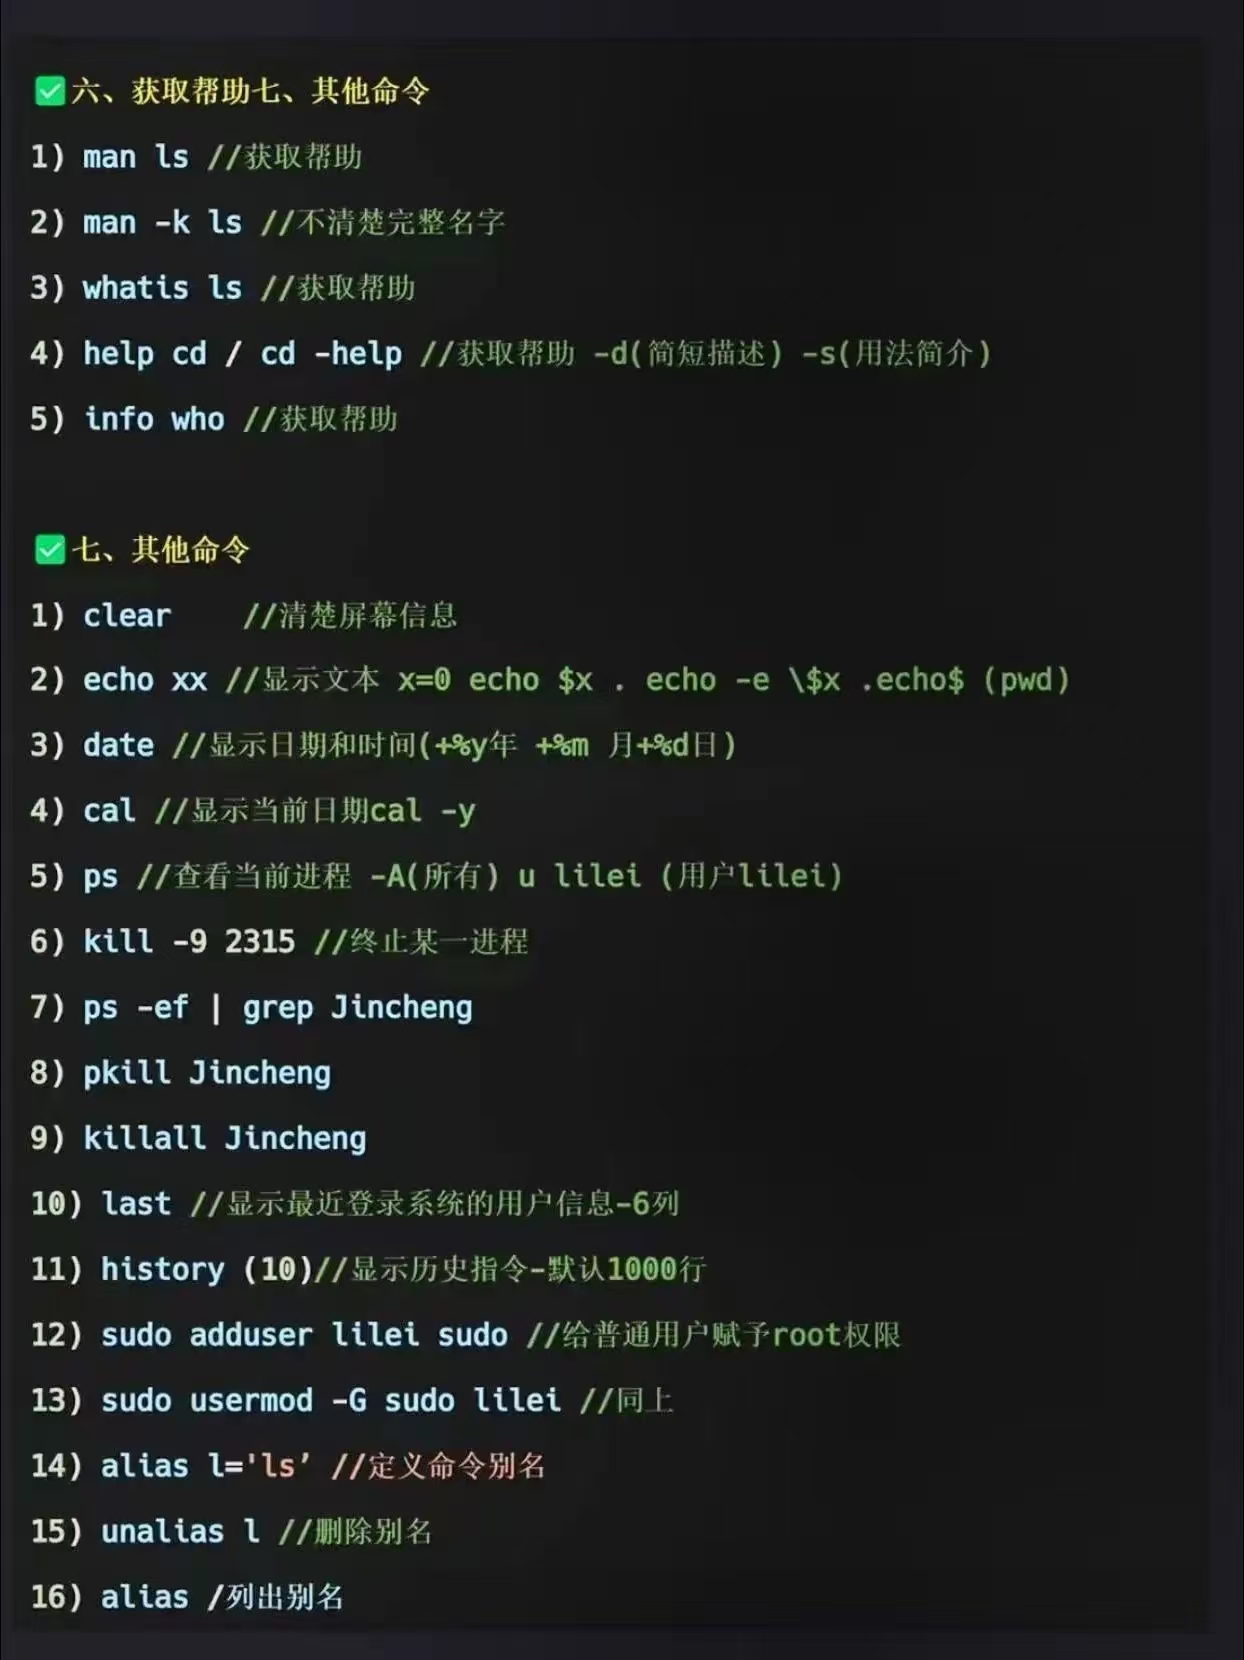 ✅六、获取帮助七、其他命令
1) man ls //获取帮助
2) man -k ls //不清楚完整名字
3) whatis ls //获取帮助
4) help cd / cd -help //获取帮助 -d(简短描述) -s(用法简介)
5) info who //获取帮助
✅七、其他命令
1) clear    //清楚屏幕信息
2) echo xx //显示文本 x=0 echo $x . echo -e \$x .echo$ (pwd)
3) date //显示日期和时间(+%y年 +%m 月+%d日)
4) cal //显示当前日期cal -y
5) ps //查看当前进程 -A(所有) u lilei (用户lilei)
6) kill -9 2315 //终止某一进程
7) ps -ef | grep Jincheng
8) pkill Jincheng
9) killall Jincheng
10) last //显示最近登录系统的用户信息-6列
11) history (10)//显示历史指令-默认1000行
12) sudo adduser lilei sudo //给普通用户赋予root权限
13) sudo usermod -G sudo lilei //同上
14) alias l='ls’ //定义命令别名
15) unalias l //删除别名
16) alias /列出别名